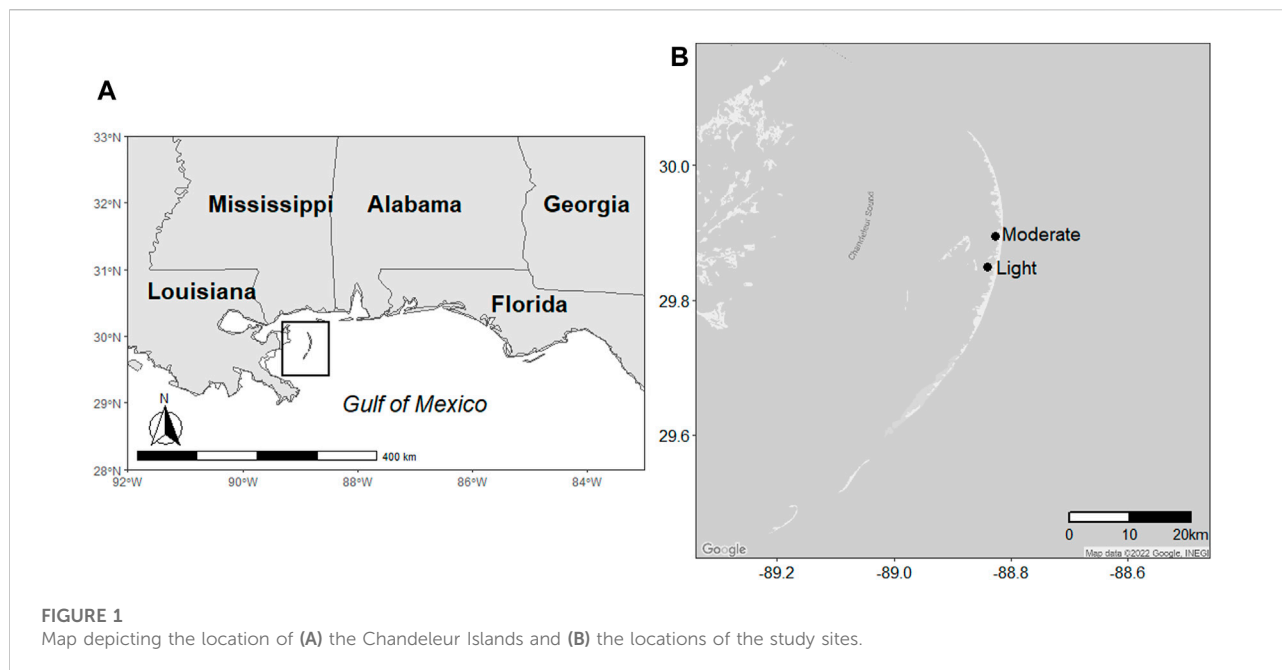 A
33°N
32°N
31°N
30°N
29°N
28°N
92°W
90°W
88°W
86°W
84°W
Mississippi
Alabama
Georgia
Louisiana
Florida
Gulf of Mexico
N
400 km
B
30.0
29.8
29.6
-89.2
-89.0
-88.8
-88.6
Chandeleur Sound
Moderate
Light
0 10 20km
Google
Map data ©2022 Google, INEGI
FIGURE 1
Map depicting the location of (A) the Chandeleur Islands and (B) the locations of the study sites.